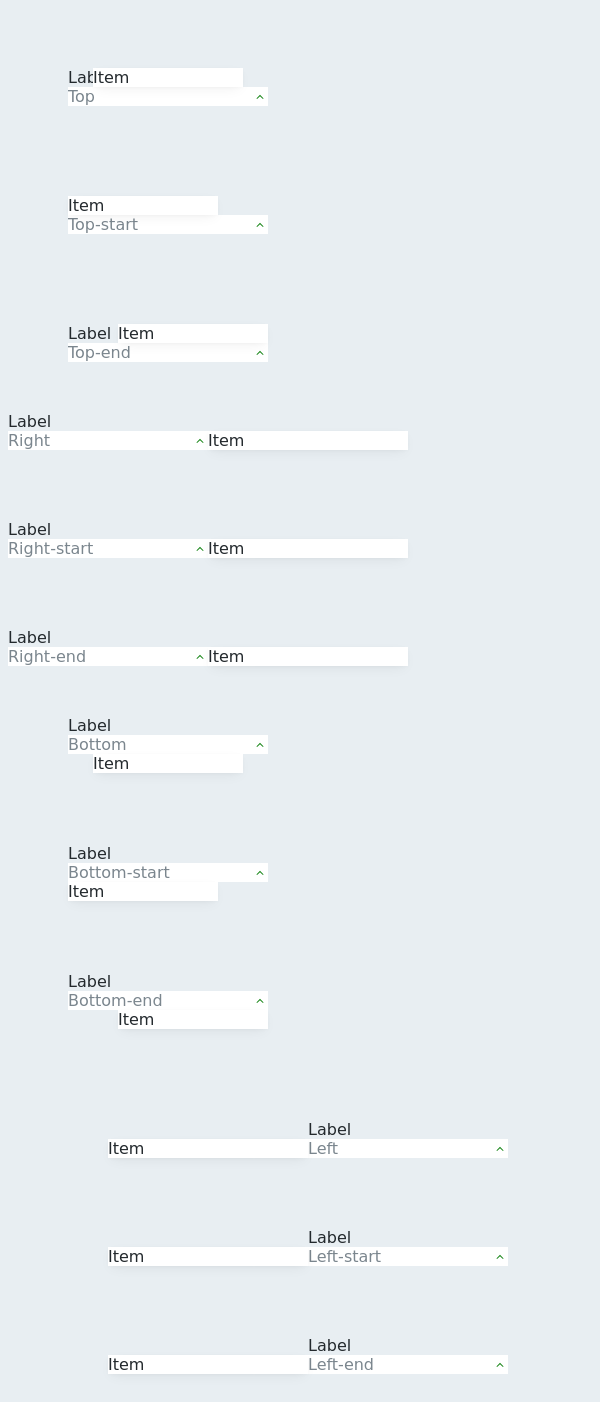 Lab Item
Top
Item
Top-start
Label Item
Top-end
Label
Right Item
Label
Right-start Item
Label
Right-end Item
Label
Bottom
Item
Label
Bottom-start
Item
Label
Bottom-end
Item
Label
Item Left
Label
Item Left-start
Label
Item Left-end